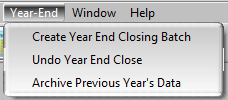 Year-End Window Help
Create Year End Closing Batch
Undo Year End Close
Archive Previous Year's Data